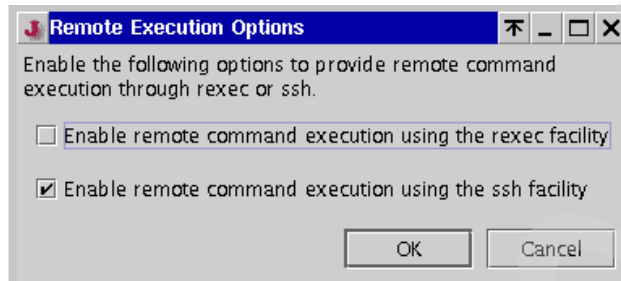 Remote Execution Options
Enable the following options to provide remote command
execution through rexec or ssh.
Enable remote command execution using the rexec facility
Enable remote command execution using the ssh facility
OK Cancel